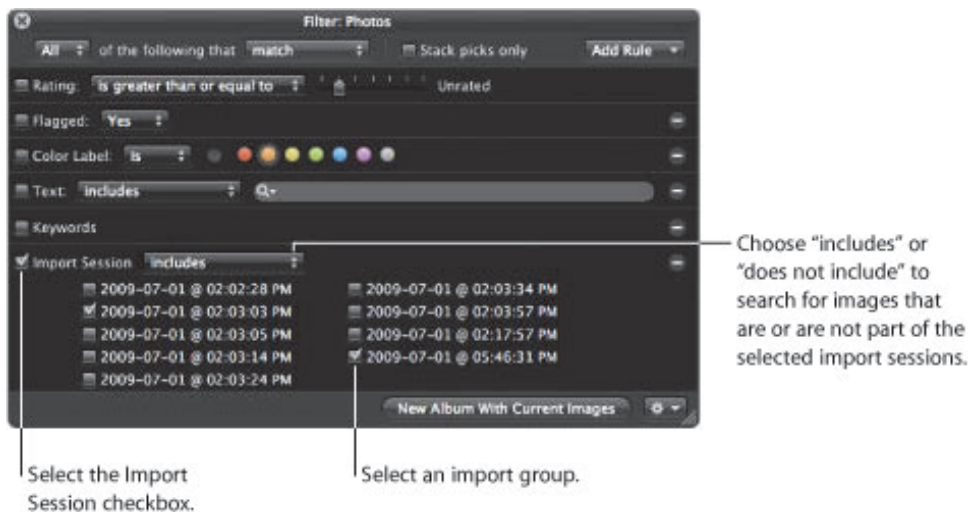 Filter: Photos
All of the following that match Stack picks only Add Rule
Rating: is greater than or equal to Unrated
Flagged: Yes
Color Label: is
Text: includes
Keywords
Import Session includes
2009-07-01 @ 02:02:28 PM
2009-07-01 @ 02:03:03 PM
2009-07-01 @ 02:03:05 PM
2009-07-01 @ 02:03:14 PM
2009-07-01 @ 02:03:24 PM
2009-07-01 @ 02:03:34 PM
2009-07-01 @ 02:03:57 PM
2009-07-01 @ 02:17:57 PM
2009-07-01 @ 05:46:31 PM
New Album With Current Images
Choose “includes” or
“does not include” to
search for images that
are or are not part of the
selected import sessions.
Select the Import
Session checkbox.
Select an import group.